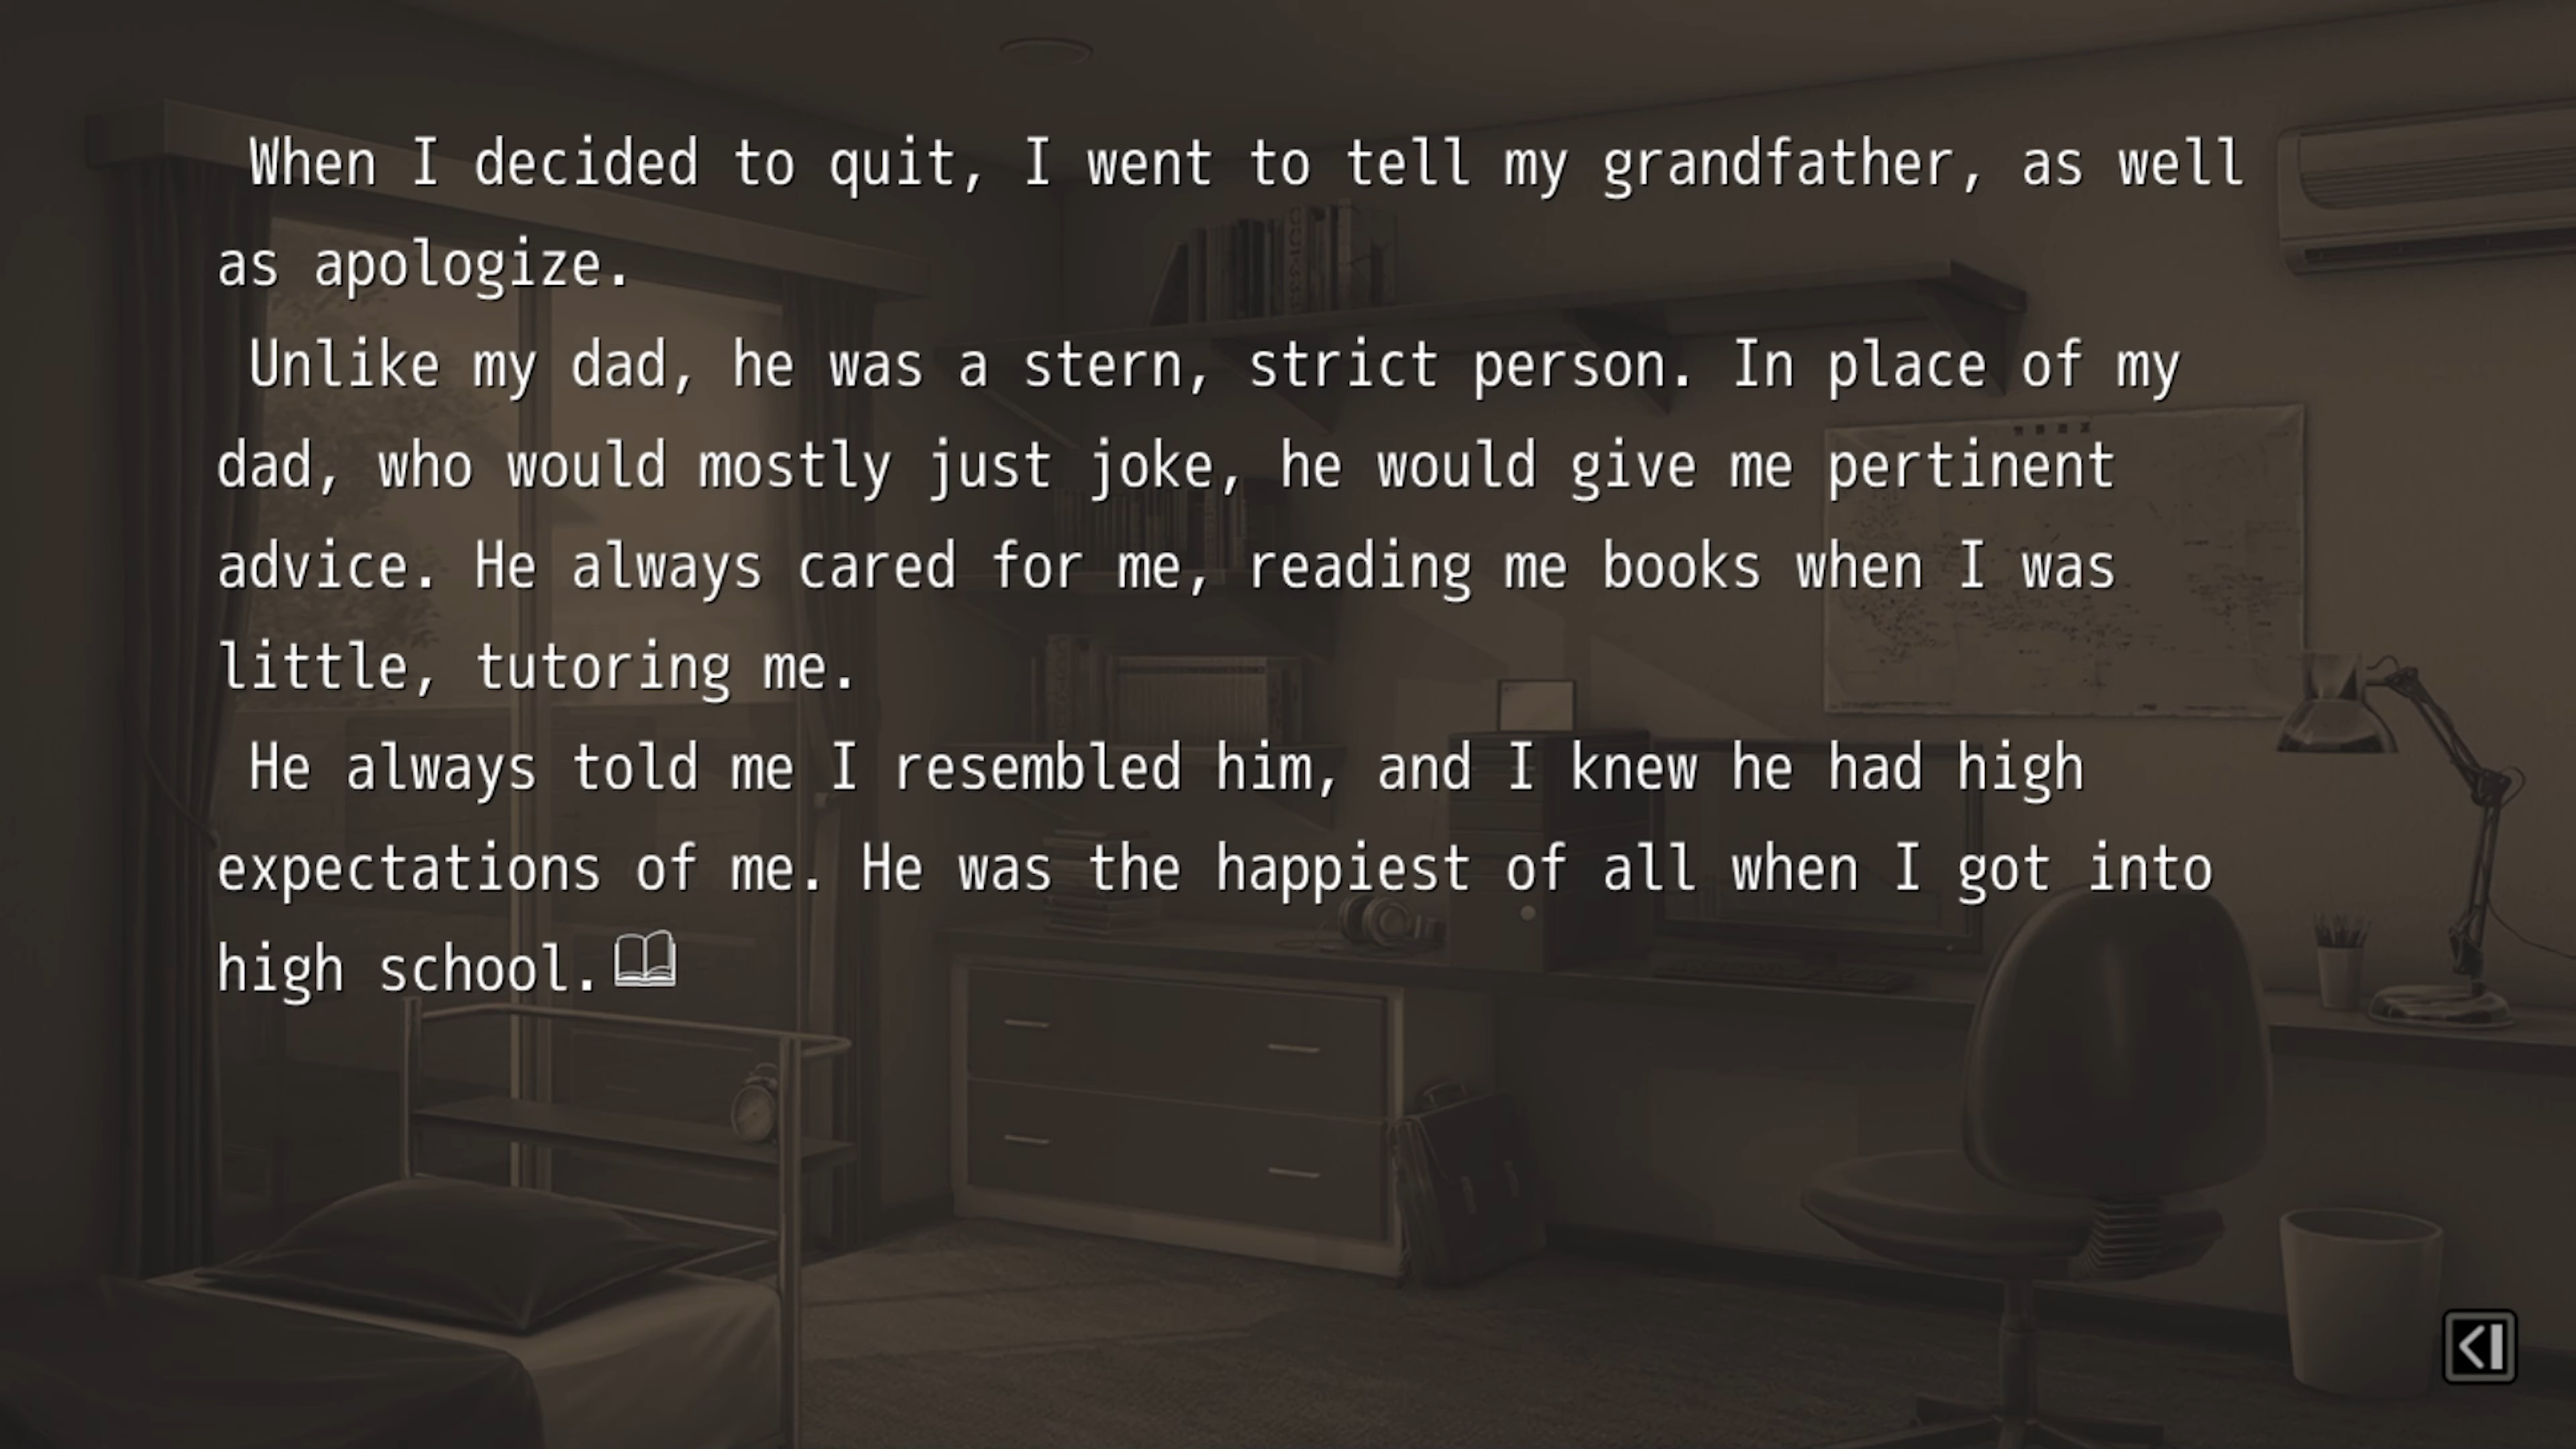 When I decided to quit, I went to tell my grandfather, as well
as apologize.
Unlike my dad, he was a stern, strict person. In place of my
dad, who would mostly just joke, he would give me pertinent
advice. He always cared for me, reading me books when I was
little, tutoring me.
He always told me I resembled him, and I knew he had high
expectations of me. He was the happiest of all when I got into
high school.